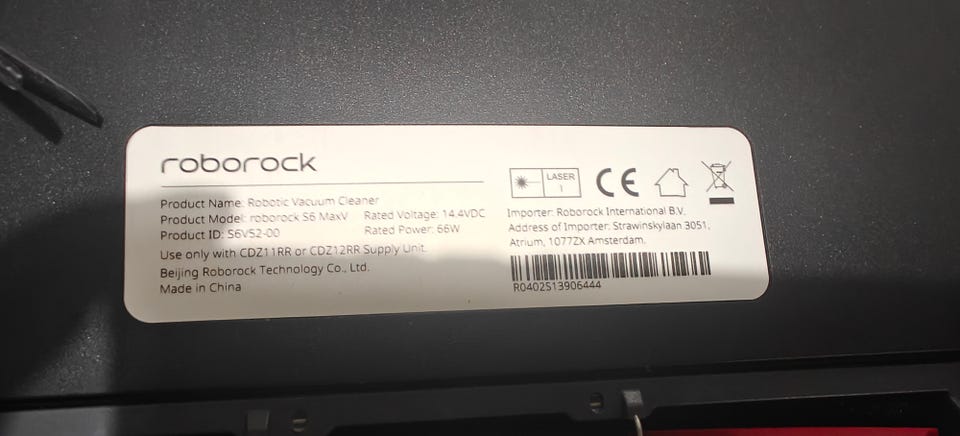 roborock
Product Name: Robotic Vacuum Cleaner
Product Model: roborock S6 MaxV Rated Voltage: 14.4VDC
Product ID: S6V52-00 Rated Power: 66W
Use only with CDZ11RR or CDZ12RR Supply Unit.
Beijing Roborock Technology Co., Ltd.
Made in China
LASER
1
CE
Importer: Roborock International B.V.
Address of Importer: Strawinskylaan 3051,
Atrium, 1077ZX Amsterdam.
R0402S13906444